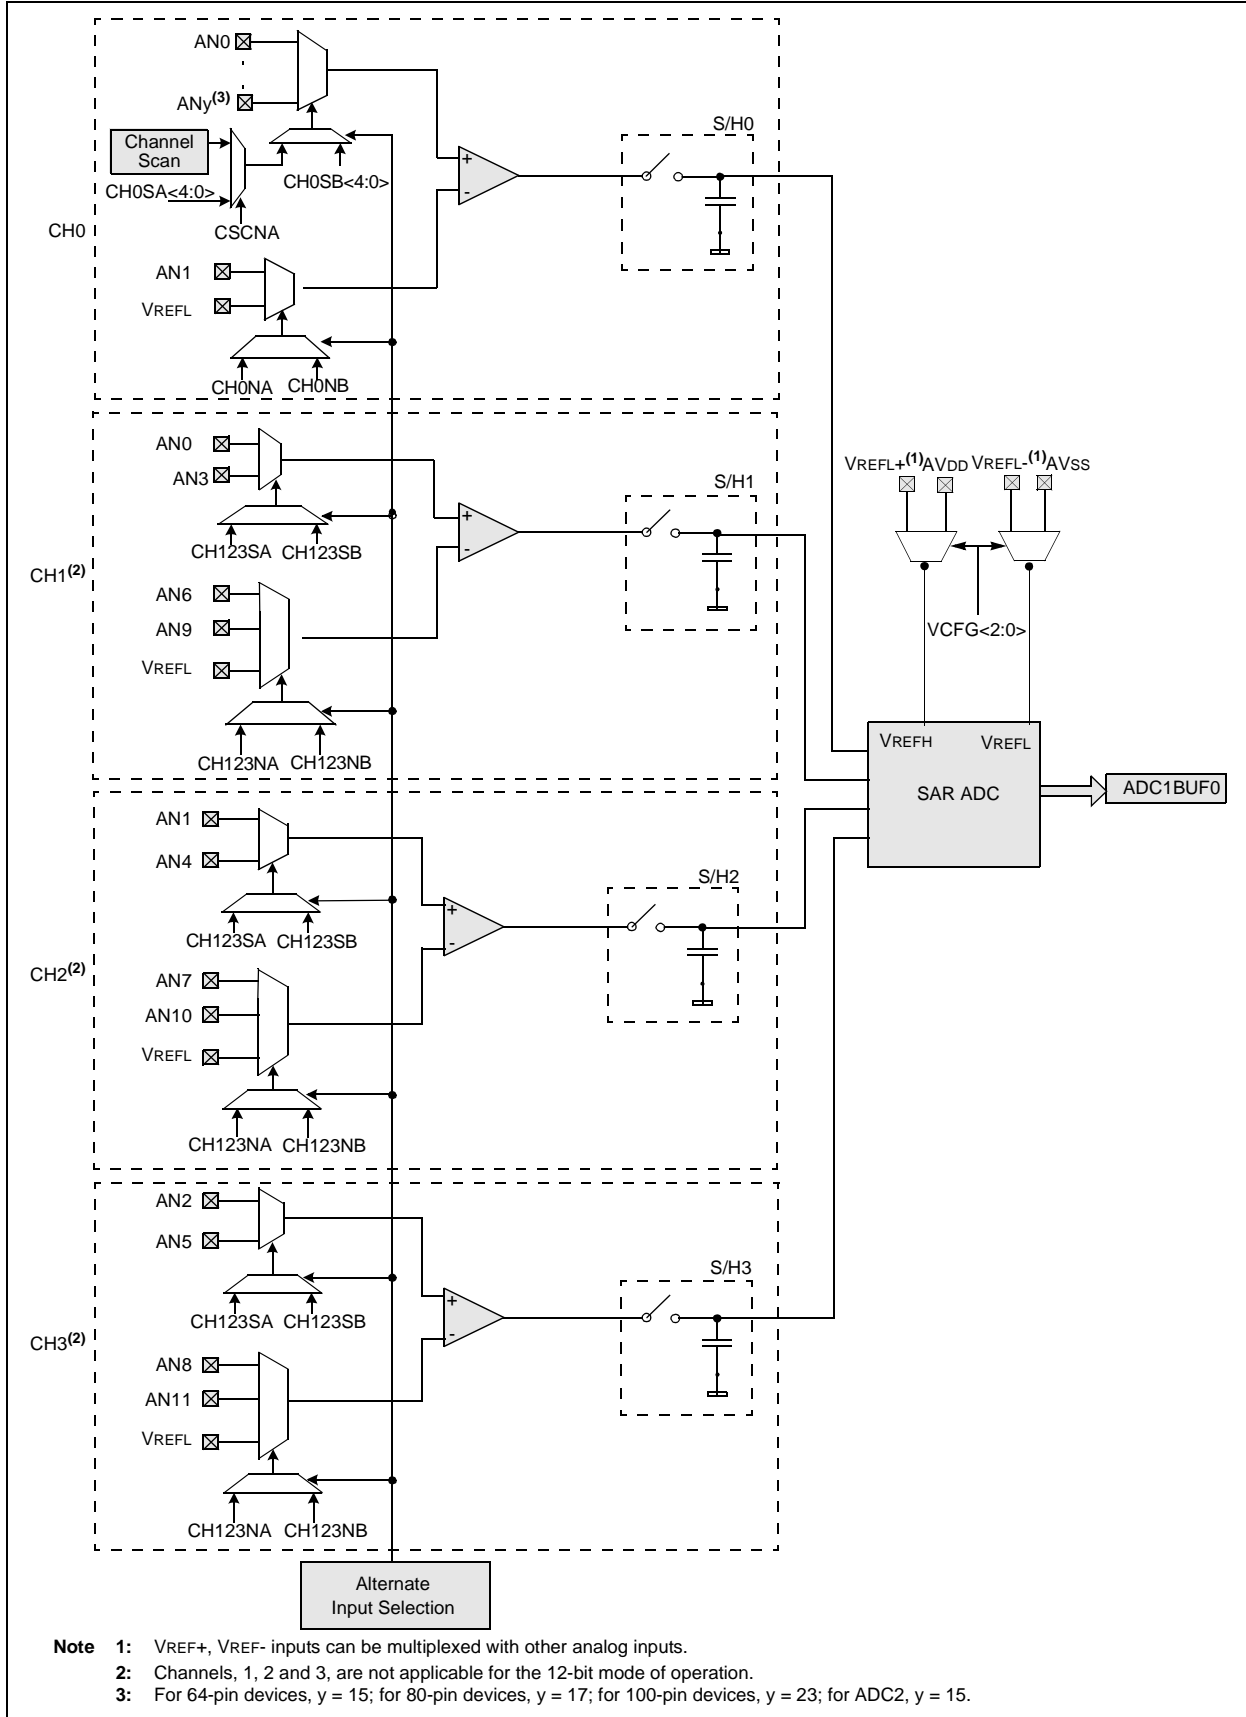 AN0
ANy(3)
Channel
Scan
CH0SA<4:0>
CH0SB<4:0>
CSCNA
CH0
AN1
VREFL
CH0NA CH0NB
+
-
S/H0
AN0
AN3
CH123SA CH123SB
CH1(2)
AN6
AN9
VREFL
CH123NA CH123NB
+
-
S/H1
VREFL+(1) AVDD VREFL-(1) AVSS
VCFG<2:0>
VREFH VREFL
SAR ADC
ADC1BUF0
AN1
AN4
CH123SA CH123SB
CH2(2)
AN7
AN10
VREFL
CH123NA CH123NB
+
-
S/H2
AN2
AN5
CH123SA CH123SB
CH3(2)
AN8
AN11
VREFL
CH123NA CH123NB
+
-
S/H3
Alternate
Input Selection
Note 1: VREF+, VREF- inputs can be multiplexed with other analog inputs.
2: Channels, 1, 2 and 3, are not applicable for the 12-bit mode of operation.
3: For 64-pin devices, y = 15; for 80-pin devices, y = 17; for 100-pin devices, y = 23; for ADC2, y = 15.